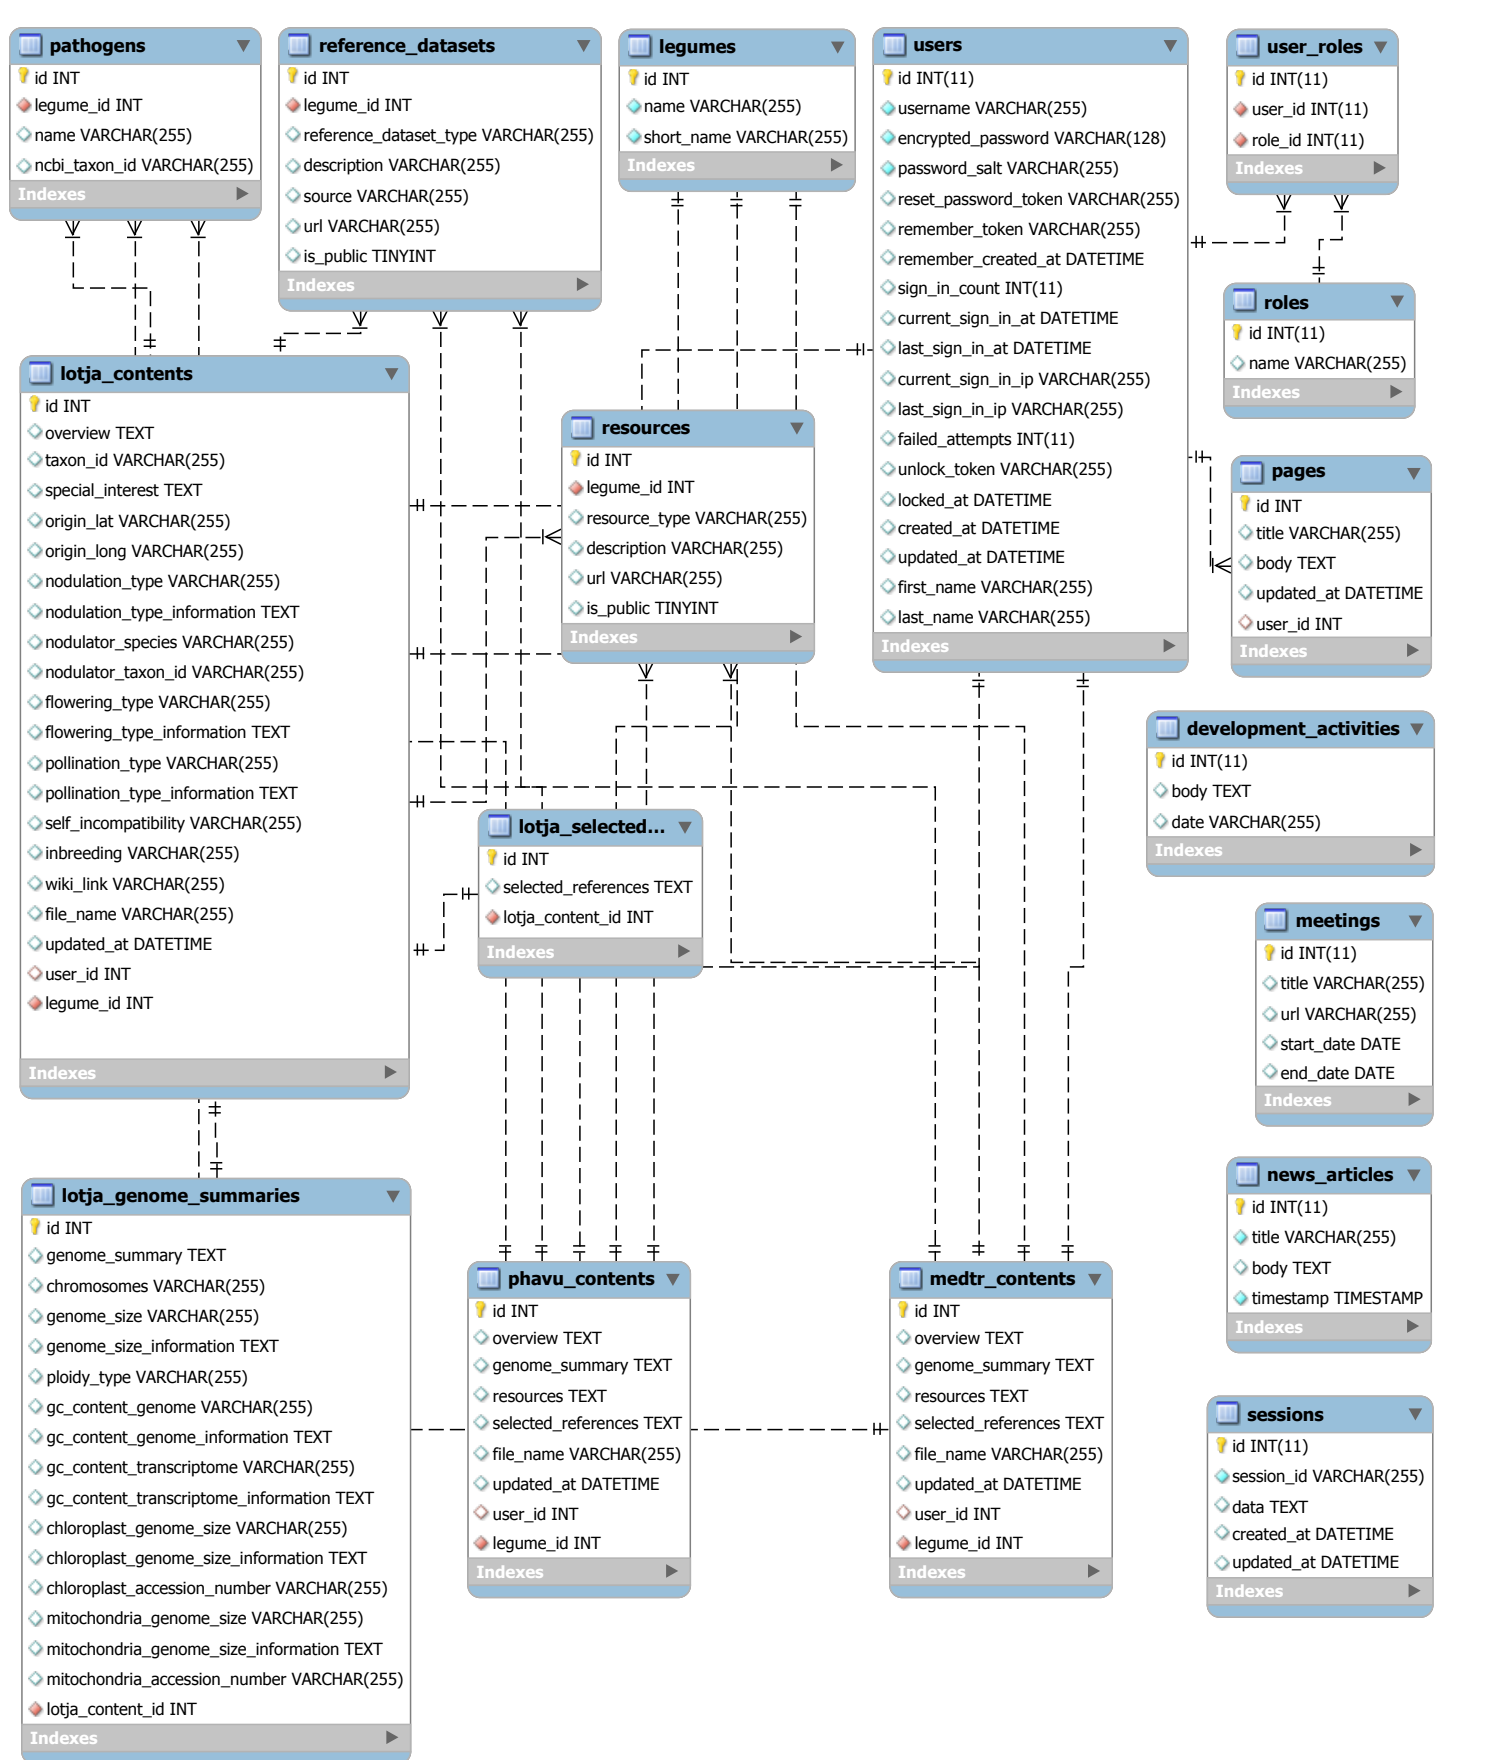 pathogens
id INT
legume_id INT
name VARCHAR(255)
ncbi_taxon_id VARCHAR(255)
Indexes
reference_datasets
id INT
legume_id INT
reference_dataset_type VARCHAR(255)
description VARCHAR(255)
source VARCHAR(255)
url VARCHAR(255)
is_public TINYINT
Indexes
legumes
id INT
name VARCHAR(255)
short_name VARCHAR(255)
Indexes
users
id INT(11)
username VARCHAR(255)
encrypted_password VARCHAR(128)
password_salt VARCHAR(255)
reset_password_token VARCHAR(255)
remember_token VARCHAR(255)
remember_created_at DATETIME
sign_in_count INT(11)
current_sign_in_at DATETIME
last_sign_in_at DATETIME
current_sign_in_ip VARCHAR(255)
last_sign_in_ip VARCHAR(255)
failed_attempts INT(11)
unlock_token VARCHAR(255)
locked_at DATETIME
created_at DATETIME
updated_at DATETIME
first_name VARCHAR(255)
last_name VARCHAR(255)
Indexes
user_roles
id INT(11)
user_id INT(11)
role_id INT(11)
Indexes
roles
id INT(11)
name VARCHAR(255)
Indexes
lotja_contents
id INT
overview TEXT
taxon_id VARCHAR(255)
special_interest TEXT
origin_lat VARCHAR(255)
origin_long VARCHAR(255)
nodulation_type VARCHAR(255)
nodulation_type_information TEXT
nodulator_species VARCHAR(255)
nodulator_taxon_id VARCHAR(255)
flowering_type VARCHAR(255)
flowering_type_information TEXT
pollination_type VARCHAR(255)
pollination_type_information TEXT
self_incompatibility VARCHAR(255)
inbreeding VARCHAR(255)
wiki_link VARCHAR(255)
file_name VARCHAR(255)
updated_at DATETIME
user_id INT
legume_id INT
Indexes
resources
id INT
legume_id INT
resource_type VARCHAR(255)
description VARCHAR(255)
url VARCHAR(255)
is_public TINYINT
Indexes
pages
id INT
title VARCHAR(255)
body TEXT
updated_at DATETIME
user_id INT
Indexes
development_activities
id INT(11)
body TEXT
date VARCHAR(255)
Indexes
lotja_selected...
id INT
selected_references TEXT
lotja_content_id INT
Indexes
meetings
id INT(11)
title VARCHAR(255)
url VARCHAR(255)
start_date DATE
end_date DATE
Indexes
lotja_genome_summaries
id INT
genome_summary TEXT
chromosomes VARCHAR(255)
genome_size VARCHAR(255)
genome_size_information TEXT
ploidy_type VARCHAR(255)
gc_content_genome VARCHAR(255)
gc_content_genome_information TEXT
gc_content_transcriptome VARCHAR(255)
gc_content_transcriptome_information TEXT
chloroplast_genome_size VARCHAR(255)
chloroplast_genome_size_information TEXT
chloroplast_accession_number VARCHAR(255)
mitochondria_genome_size VARCHAR(255)
mitochondria_genome_size_information TEXT
mitochondria_accession_number VARCHAR(255)
lotja_content_id INT
Indexes
phavu_contents
id INT
overview TEXT
genome_summary TEXT
resources TEXT
selected_references TEXT
file_name VARCHAR(255)
updated_at DATETIME
user_id INT
legume_id INT
Indexes
medtr_contents
id INT
overview TEXT
genome_summary TEXT
resources TEXT
selected_references TEXT
file_name VARCHAR(255)
updated_at DATETIME
user_id INT
legume_id INT
Indexes
news_articles
id INT(11)
title VARCHAR(255)
body TEXT
timestamp TIMESTAMP
Indexes
sessions
id INT(11)
session_id VARCHAR(255)
data TEXT
created_at DATETIME
updated_at DATETIME
Indexes